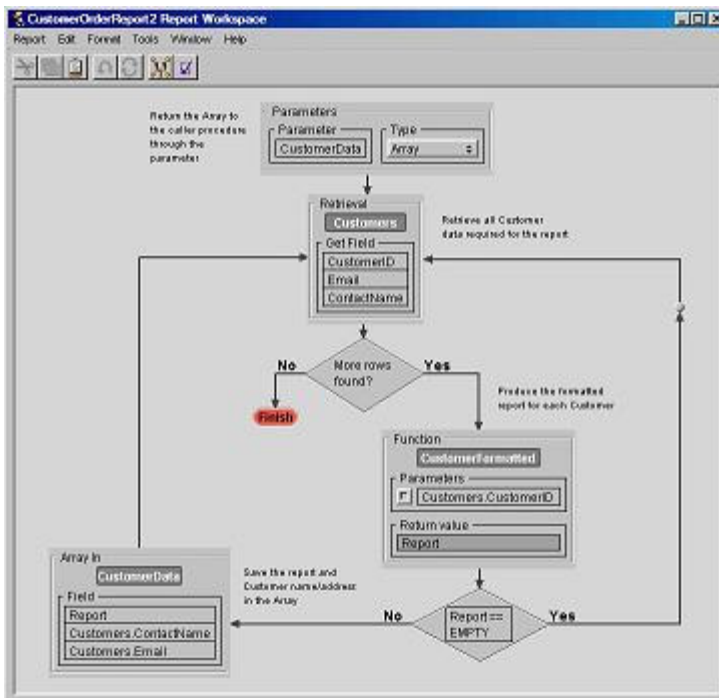 CustomerOrderReport2 Report Workspace
Report Edit Format Tools Window Help
Return the Array to
the caller procedure
through the
parameter
Parameters
Parameter
CustomerData
Type
Array
Retrieval
Customers
Get Field
CustomerID
Email
ContactName
Retrieve all Customer
data required for the report
No
More rows
found?
Yes
Finish
Produce the formatted
report for each Customer
Function
CustomerFormatted
Parameters
Customers.CustomerID
Return value
Report
Array In
CustomerData
Field
Report
Customers.ContactName
Customers.Email
Save the report and
Customer name/address
in the Array
No
Report ==
EMPTY
Yes